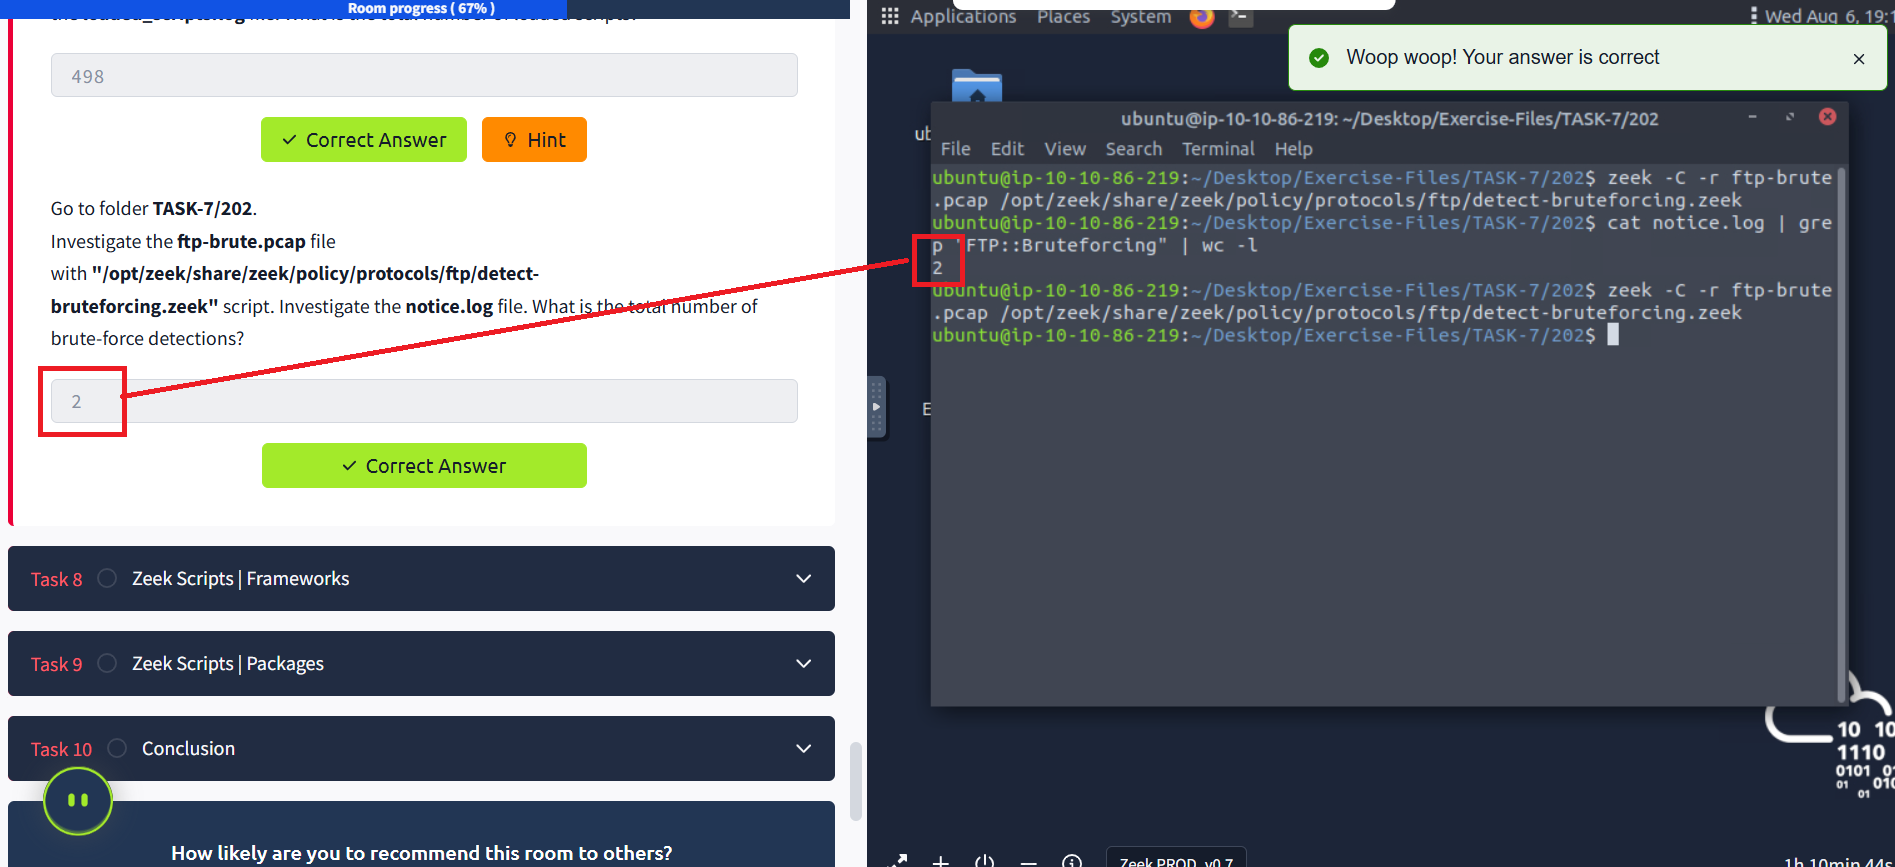 Room progress ( 67% )
498
Correct Answer
Hint
Go to folder TASK-7/202.
Investigate the ftp-brute.pcap file
with "/opt/zeek/share/zeek/policy/protocols/ftp/detect-
bruteforcing.zeek" script. Investigate the notice.log file. What is the total number of
brute-force detections?
2
Correct Answer
Task 8 Zeek Scripts | Frameworks
Task 9 Zeek Scripts | Packages
Task 10 Conclusion
How likely are you to recommend this room to others?
Applications Places System
Wed Aug 6, 19:1
Woop woop! Your answer is correct
ub
ubuntu@ip-10-10-86-219: ~/Desktop/Exercise-Files/TASK-7/202
File Edit View Search Terminal Help
ubuntu@ip-10-10-86-219:~/Desktop/Exercise-Files/TASK-7/202$ zeek -C -r ftp-brute
.pcap /opt/zeek/share/zeek/policy/protocols/ftp/detect-bruteforcing.zeek
ubuntu@ip-10-10-86-219:~/Desktop/Exercise-Files/TASK-7/202$ cat notice.log | gre
p "FTP::Bruteforcing" | wc -l
2
ubuntu@ip-10-10-86-219:~/Desktop/Exercise-Files/TASK-7/202$ zeek -C -r ftp-brute
.pcap /opt/zeek/share/zeek/policy/protocols/ftp/detect-bruteforcing.zeek
ubuntu@ip-10-10-86-219:~/Desktop/Exercise-Files/TASK-7/202$
E
10 10
1110
0101 01
01 010
01
Zeek PROD_v0.7
1h 10min 44s